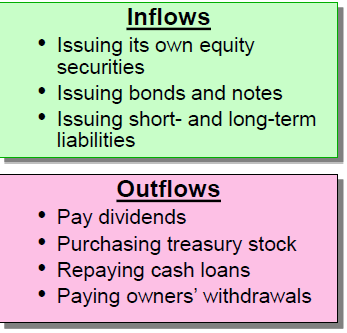 Inflows
• Issuing its own equity
securities
• Issuing bonds and notes
• Issuing short- and long-term
liabilities
Outflows
• Pay dividends
• Purchasing treasury stock
• Repaying cash loans
• Paying owners' withdrawals